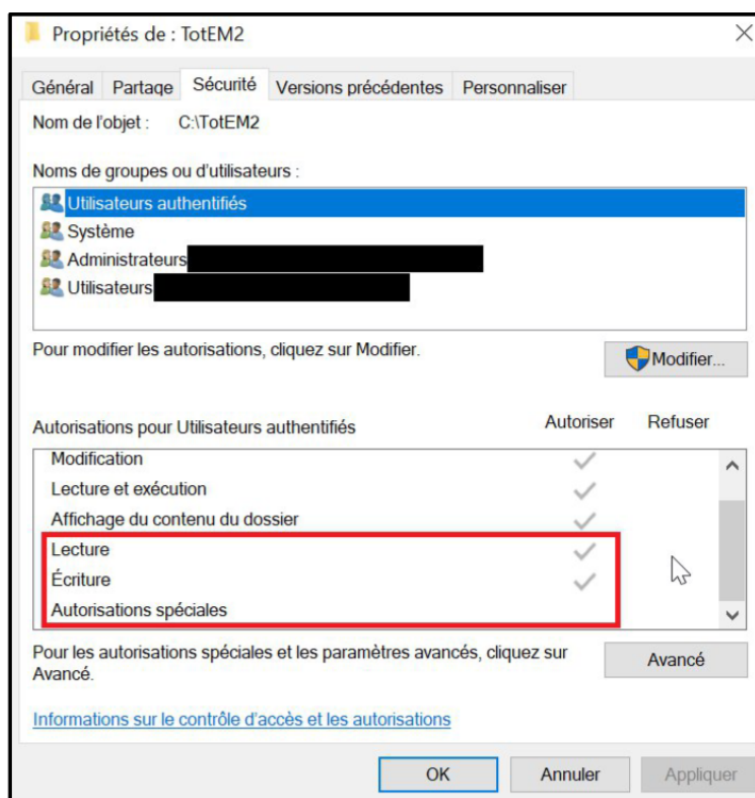 Propriétés de : TotEM2
Général Partage Sécurité Versions précédentes Personnaliser
Nom de l'objet : C:\TotEM2
Noms de groupes ou d'utilisateurs :
Utilisateurs authentifiés
Système
Administrateurs
Utilisateurs
Pour modifier les autorisations, cliquez sur Modifier.
Modifier...
Autorisations pour Utilisateurs authentifiés Autoriser Refuser
Modification
Lecture et exécution
Affichage du contenu du dossier
Lecture
Écriture
Autorisations spéciales
Pour les autorisations spéciales et les paramètres avancés, cliquez sur
Avancé.
Avancé
Informations sur le contrôle d'accès et les autorisations
OK Annuler Appliquer